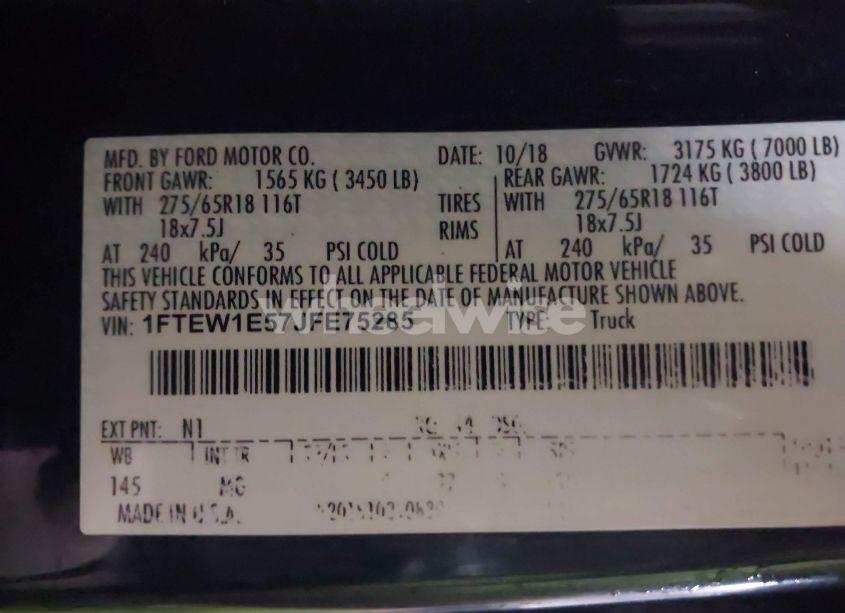 MFD. BY FORD MOTOR CO. DATE: 10/18 GVWR: 3175 KG ( 7000 LB)
FRONT GAWR: 1565 KG ( 3450 LB) REAR GAWR: 1724 KG ( 3800 LB)
WITH 275/65R18 116T TIRES WITH 275/65R18 116T
18x7.5J RIMS 18x7.5J
AT 240 kPa/ 35 PSI COLD AT 240 kPa/ 35 PSI COLD
THIS VEHICLE CONFORMS TO ALL APPLICABLE FEDERAL MOTOR VEHICLE
SAFETY STANDARDS IN EFFECT ON THE DATE OF MANUFACTURE SHOWN ABOVE.
wheelwie
VIN: 1FTEW1E57JFE75285 TYPE: Truck
EXT PNT: N1
WB INT TR
145 MG
MADE IN U.S.A.